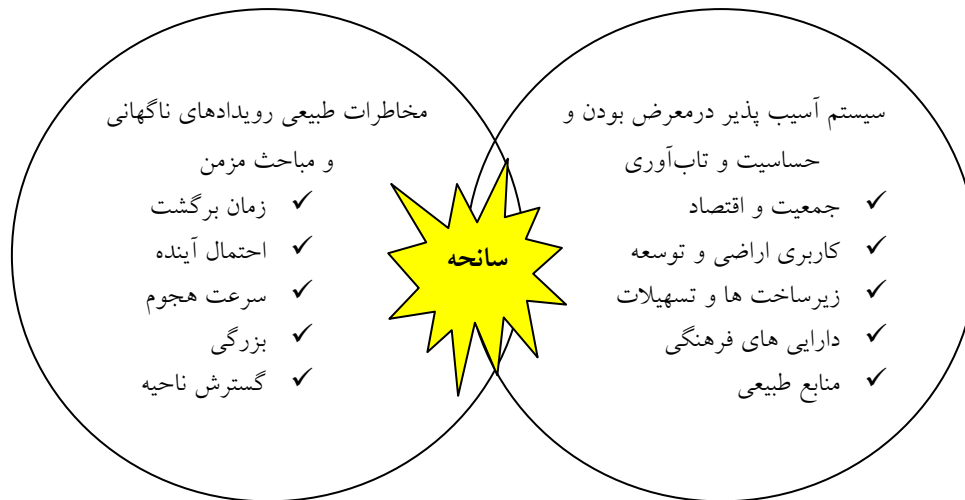 سیستم آسیب پذیر درمعرض بودن و
حساسیت و تاب‌آوری
✓ جمعیت و اقتصاد
✓ کاربری اراضی و توسعه
✓ زیرساخت ها و تسهیلات
✓ دارایی های فرهنگی
✓ منابع طبیعی
سانحه
مخاطرات طبیعی رویدادهای ناگهانی
و مباحث مزمن
✓ زمان برگشت
✓ احتمال آینده
✓ سرعت هجوم
✓ بزرگی
✓ گسترش ناحیه